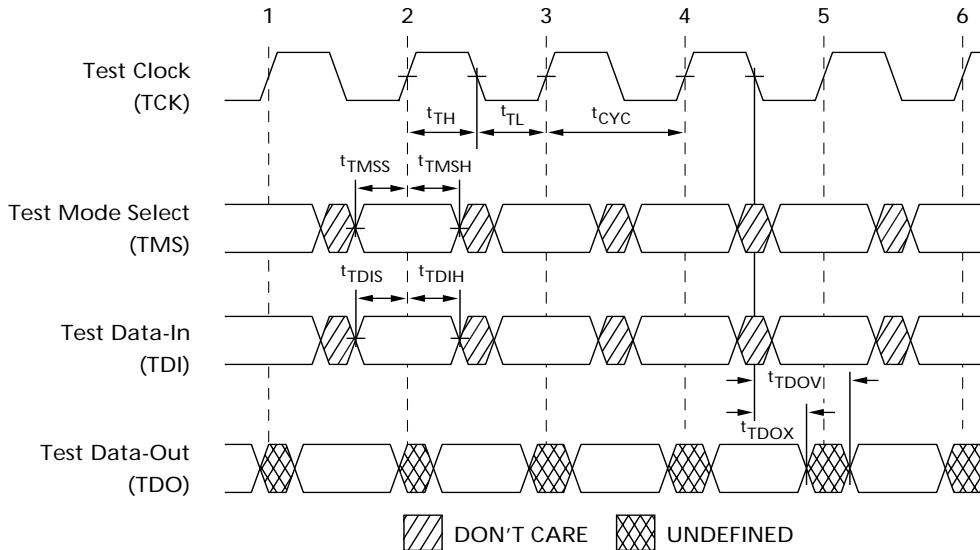 1 2 3 4 5 6
Test Clock
(TCK)
tTH tTL tCYC
tTMSS tTMSH
Test Mode Select
(TMS)
tTDIS tTDIH
Test Data-In
(TDI)
tTDOV
tTDOX
Test Data-Out
(TDO)
DON'T CARE UNDEFINED